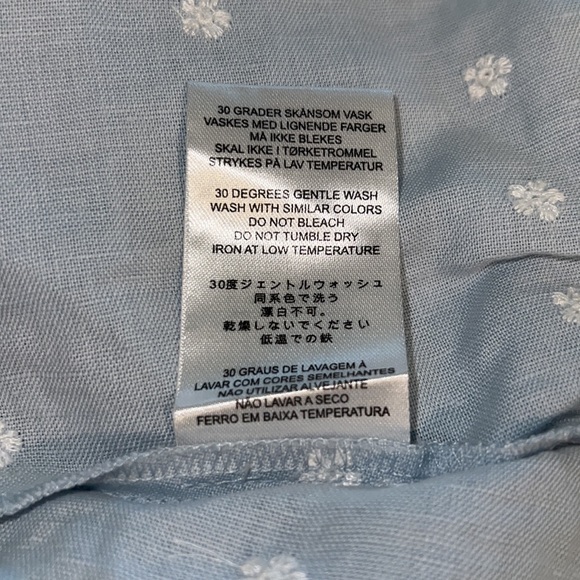 30 GRADER SKÅNSOM VASK
VASKES MED LIGNENDE FARGER
MÅ IKKE BLEKES
SKAL IKKE I TØRKETROMMEL
STRYKES PÅ LAV TEMPERATUR
30 DEGREES GENTLE WASH
WASH WITH SIMILAR COLORS
DO NOT BLEACH
DO NOT TUMBLE DRY
IRON AT LOW TEMPERATURE
30度ジェントルウォッシュ
同系色で洗う
漂白不可。
乾燥しないでください
低温での鉄
30 GRAUS DE LAVAGEM À
LAVAR COM CORES SEMELHANTES
NÃO UTILIZAR ALVEJANTE
NÃO LAVAR A SECO
FERRO EM BAIXA TEMPERATURA